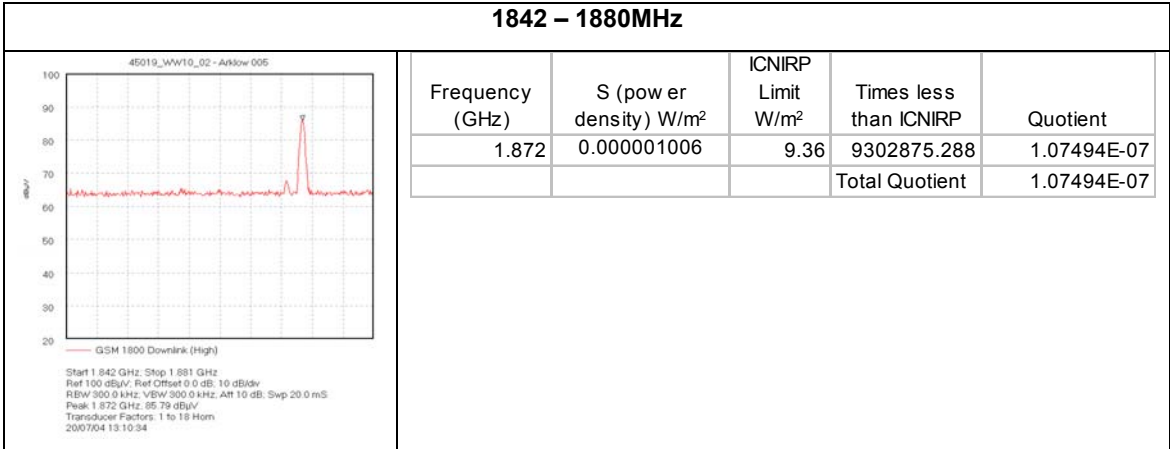 1842 – 1880MHz
45019_WW10_02 - Arklow 005
100
90
80
70
60
50
40
30
20
dBµV
GSM 1800 Downlink (High)
Start 1.842 GHz; Stop 1.881 GHz
Ref 100 dBµV; Ref Offset 0.0 dB; 10 dB/div
RBW 300.0 kHz; VBW 300.0 kHz; Att 10 dB; Swp 20.0 mS
Peak 1.872 GHz, 85.79 dBµV
Transducer Factors: 1 to 18 Horn
20/07/04 13:10:34
Frequency (GHz) S (pow er density) W/m² ICNIRP Limit W/m² Times less than ICNIRP Quotient
1.872 0.000001006 9.36 9302875.288 1.07494E-07
Total Quotient 1.07494E-07